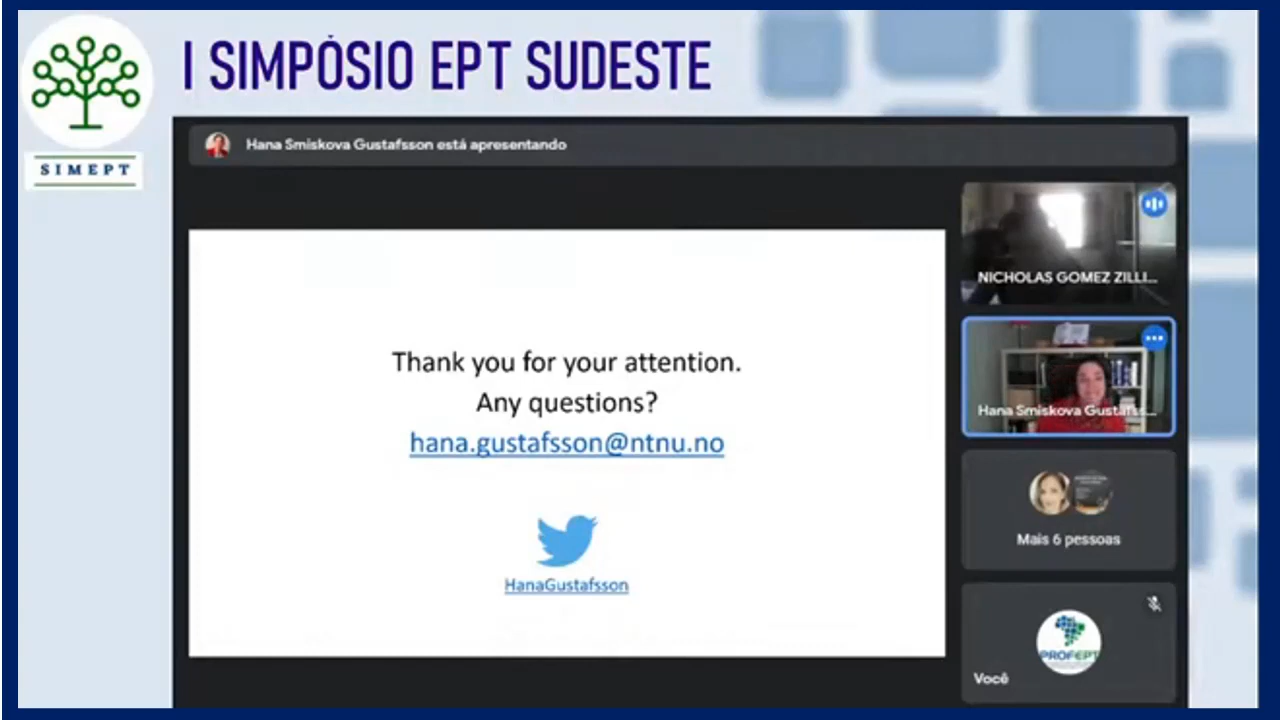 I SIMPÓSIO EPT SUDESTE
SIMEPT
Hana Smiskova Gustafsson está apresentando
NICHOLAS GOMEZ ZILLI...
Thank you for your attention.
Any questions?
hana.gustafsson@ntnu.no
HanaGustafsson
Hana Smiskova Gustafss...
Mais 6 pessoas
PROFEPT
Você